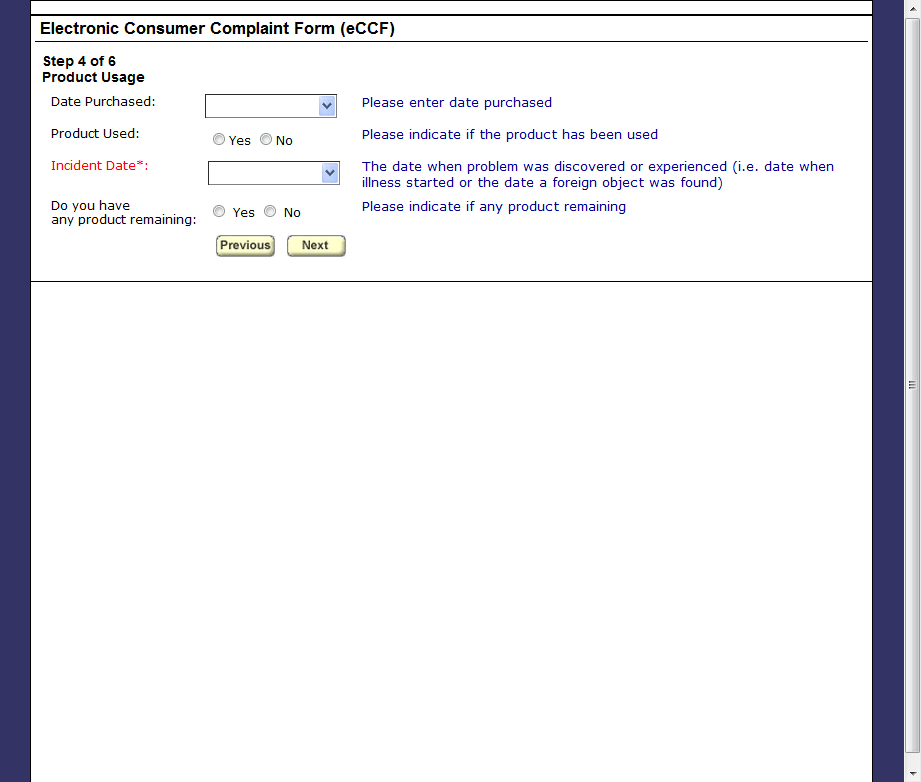 Electronic Consumer Complaint Form (eCCF)
Step 4 of 6
Product Usage
Date Purchased:
Please enter date purchased
Product Used:
Yes No
Please indicate if the product has been used
Incident Date*:
The date when problem was discovered or experienced (i.e. date when
illness started or the date a foreign object was found)
Do you have
any product remaining:
Yes No
Please indicate if any product remaining
Previous Next